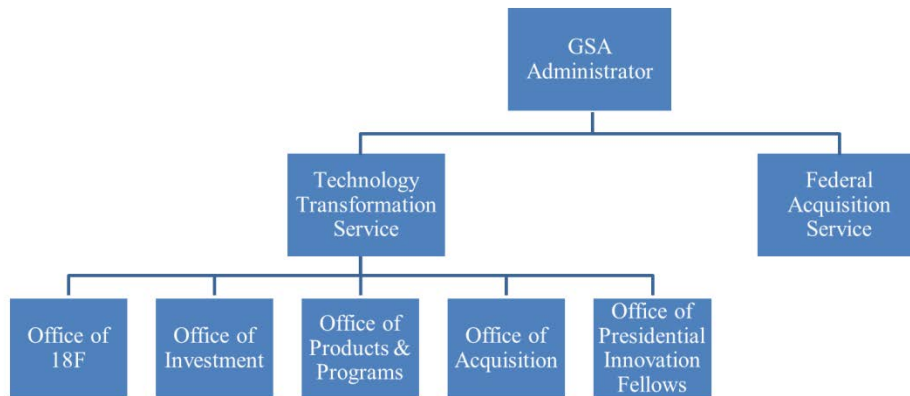 GSA
Administrator
Technology
Transformation
Service
Federal
Acquisition
Service
Office of
18F
Office of
Investment
Office of
Products &
Programs
Office of
Acquisition
Office of
Presidential
Innovation
Fellows